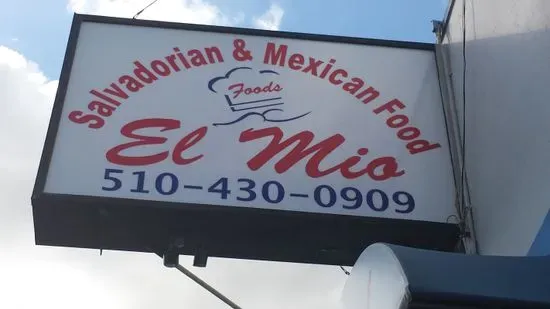 Salvadorian & Mexican Food
Foods
El Mio
510-430-0909